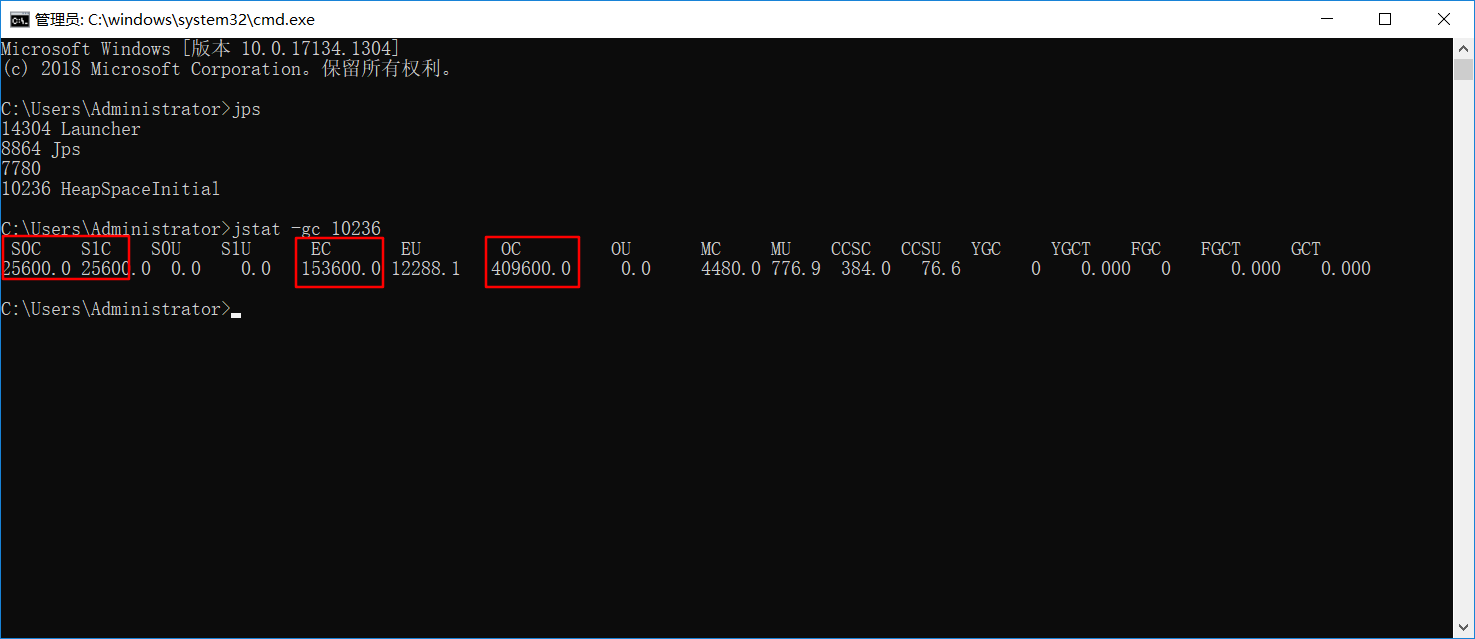 管理员: C:\windows\system32\cmd.exe
Microsoft Windows [版本 10.0.17134.1304]
(c) 2018 Microsoft Corporation。保留所有权利。
C:\Users\Administrator>jps
14304 Launcher
8864 Jps
7780
10236 HeapSpaceInitial
C:\Users\Administrator>jstat -gc 10236
S0C S1C S0U S1U EC EU OC OU MC MU CCSC CCSU YGC YGCT FGC FGCT GCT
25600.0 25600.0 0.0 0.0 153600.0 12288.1 409600.0 0.0 4480.0 776.9 384.0 76.6 0 0.000 0 0.000 0.000
C:\Users\Administrator>